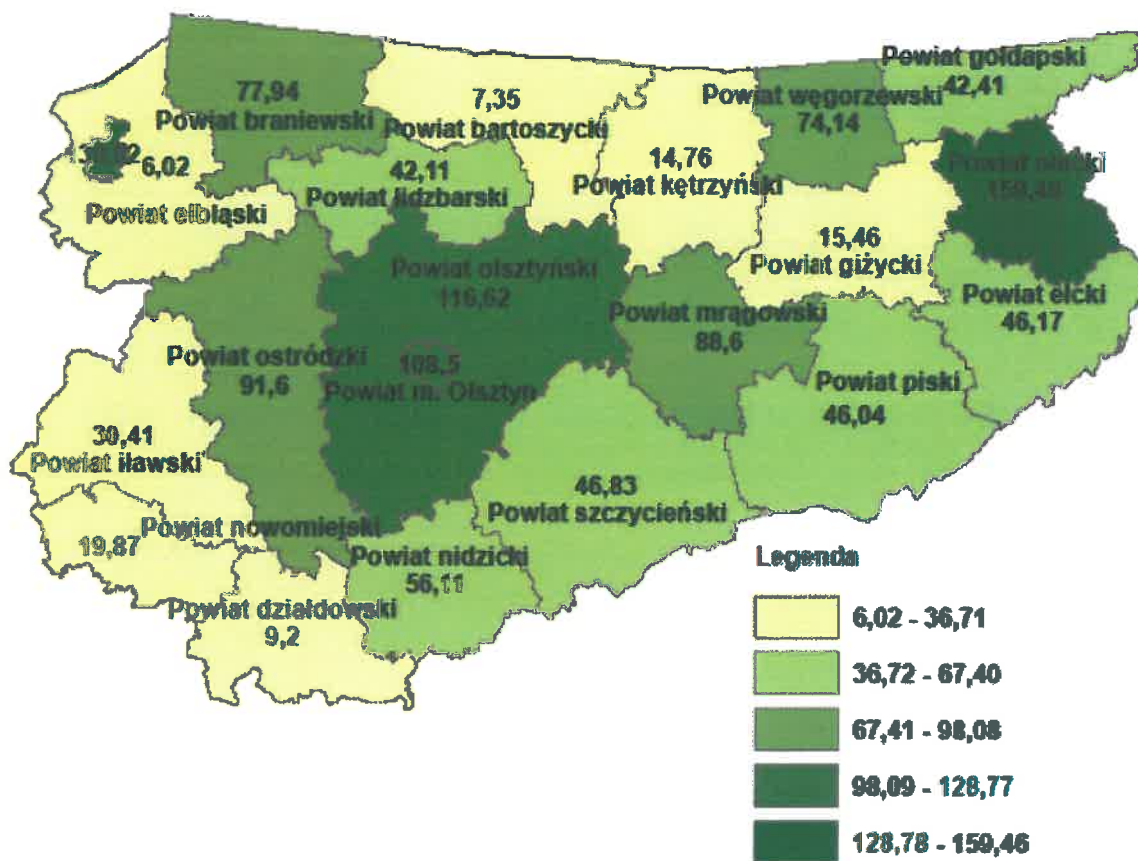 Powiat gołdapski
42,41
77,94
Powiat braniewski
7,35
Powiat bartoszycki
Powiat węgorzewski
74,14
6,02
Powiat elbląski
42,11
Powiat lidzbarski
14,76
Powiat kętrzyński
Powiat
159,46
15,46
Powiat giżycki
Powiat olsztyński
116,62
Powiat ełcki
46,17
Powiat mrągowski
88,6
Powiat ostródzki
91,6
108,5
Powiat m. Olsztyn
Powiat piski
46,04
30,41
Powiat iławski
46,83
Powiat szczycieński
Powiat nowomiejski
19,87
Powiat nidzicki
56,11
Powiat działdowski
9,2
Legenda
6,02 - 36,71
36,72 - 67,40
67,41 - 98,08
98,09 - 128,77
128,78 - 159,46